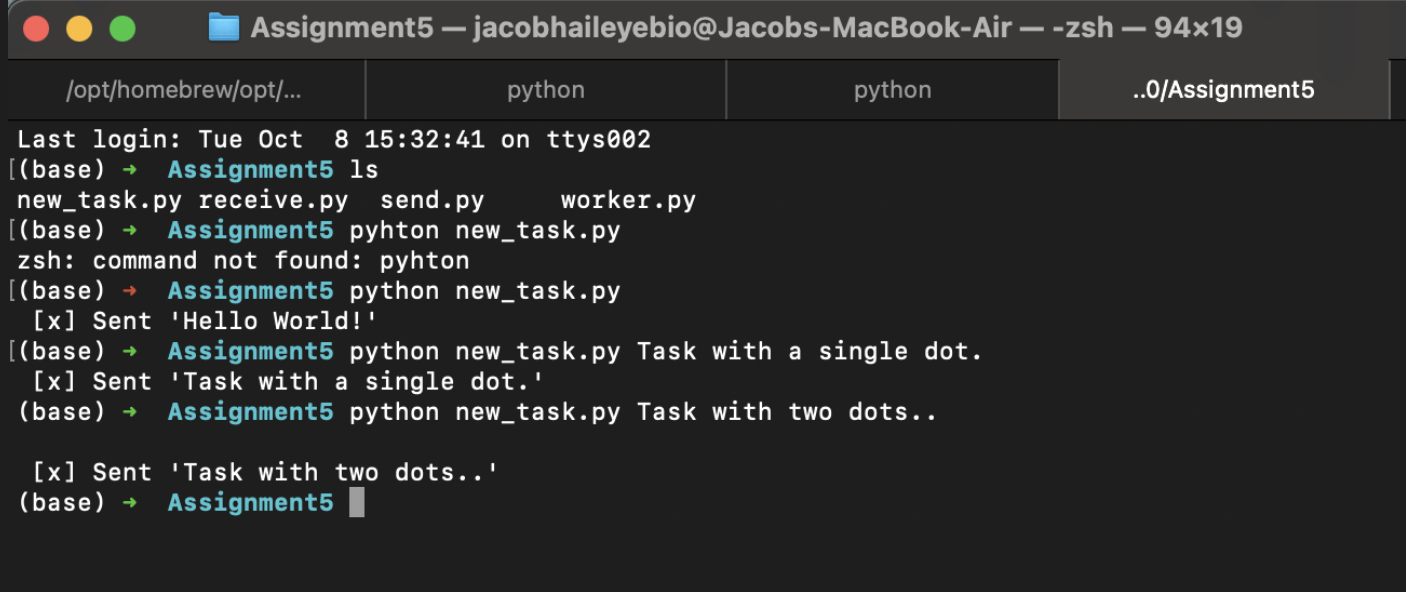 Assignment5 — jacobhaileyebio@Jacobs-MacBook-Air — -zsh — 94×19
/opt/homebrew/opt/... python python ..0/Assignment5
Last login: Tue Oct  8 15:32:41 on ttys002
[(base) ➜  Assignment5 ls
new_task.py receive.py  send.py     worker.py
[(base) ➜  Assignment5 pyhton new_task.py
zsh: command not found: pyhton
[(base) ➜  Assignment5 python new_task.py
 [x] Sent 'Hello World!'
[(base) ➜  Assignment5 python new_task.py Task with a single dot.
 [x] Sent 'Task with a single dot.'
(base) ➜  Assignment5 python new_task.py Task with two dots..
 [x] Sent 'Task with two dots..'
(base) ➜  Assignment5